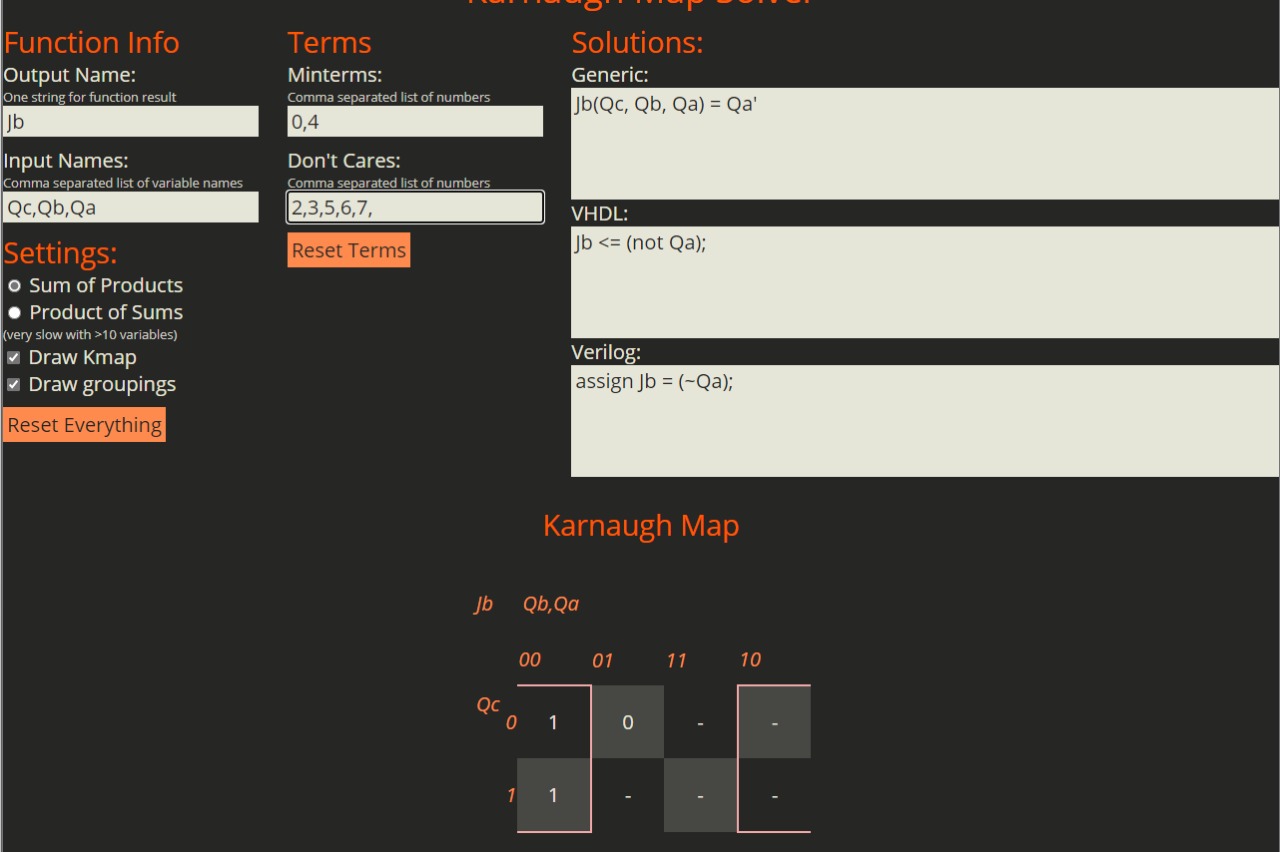 Karnaugh Map Solver
Function Info
Output Name:
One string for function result
Jb
Input Names:
Comma separated list of variable names
Qc,Qb,Qa
Settings:
Sum of Products
Product of Sums
(very slow with >10 variables)
Draw Kmap
Draw groupings
Reset Everything
Terms
Minterms:
Comma separated list of numbers
0,4
Don't Cares:
Comma separated list of numbers
2,3,5,6,7,
Reset Terms
Solutions:
Generic:
Jb(Qc, Qb, Qa) = Qa'
VHDL:
Jb <= (not Qa);
Verilog:
assign Jb = (~Qa);
Karnaugh Map
Jb Qb,Qa
00 01 11 10
Qc
0 1 0 - -
1 1 - - -